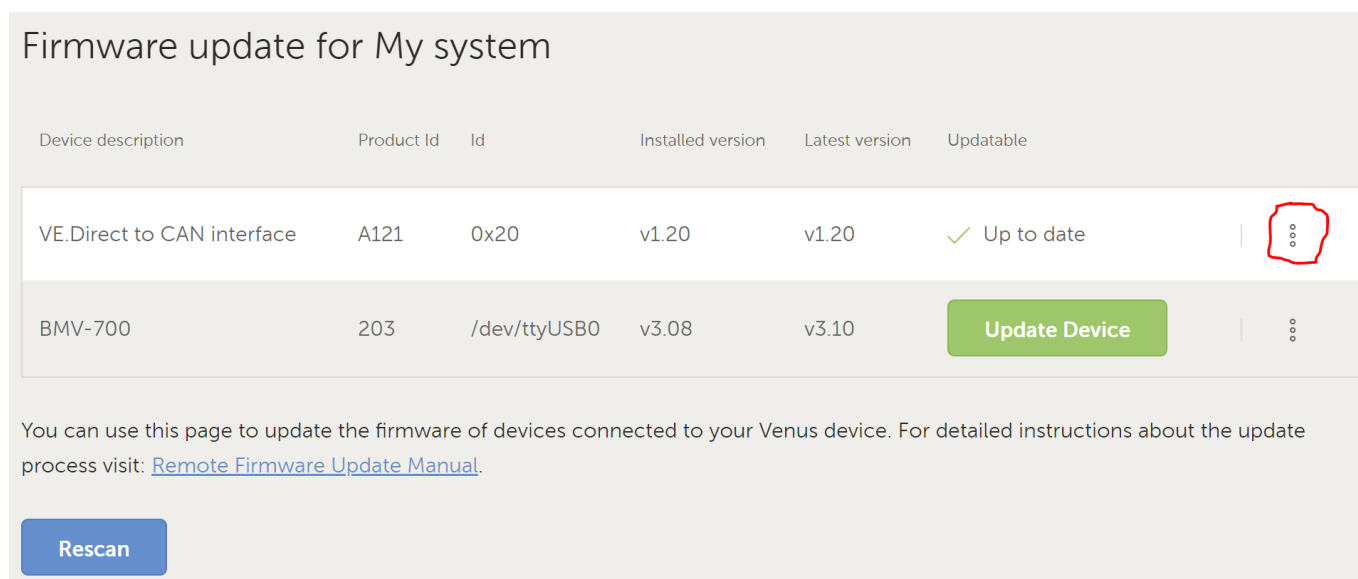 Firmware update for My system
Device description Product Id Id Installed version Latest version Updatable
VE.Direct to CAN interface A121 0x20 v1.20 v1.20 Up to date
BMV-700 203 /dev/ttyUSB0 v3.08 v3.10 Update Device
You can use this page to update the firmware of devices connected to your Venus device. For detailed instructions about the update
process visit: Remote Firmware Update Manual.
Rescan